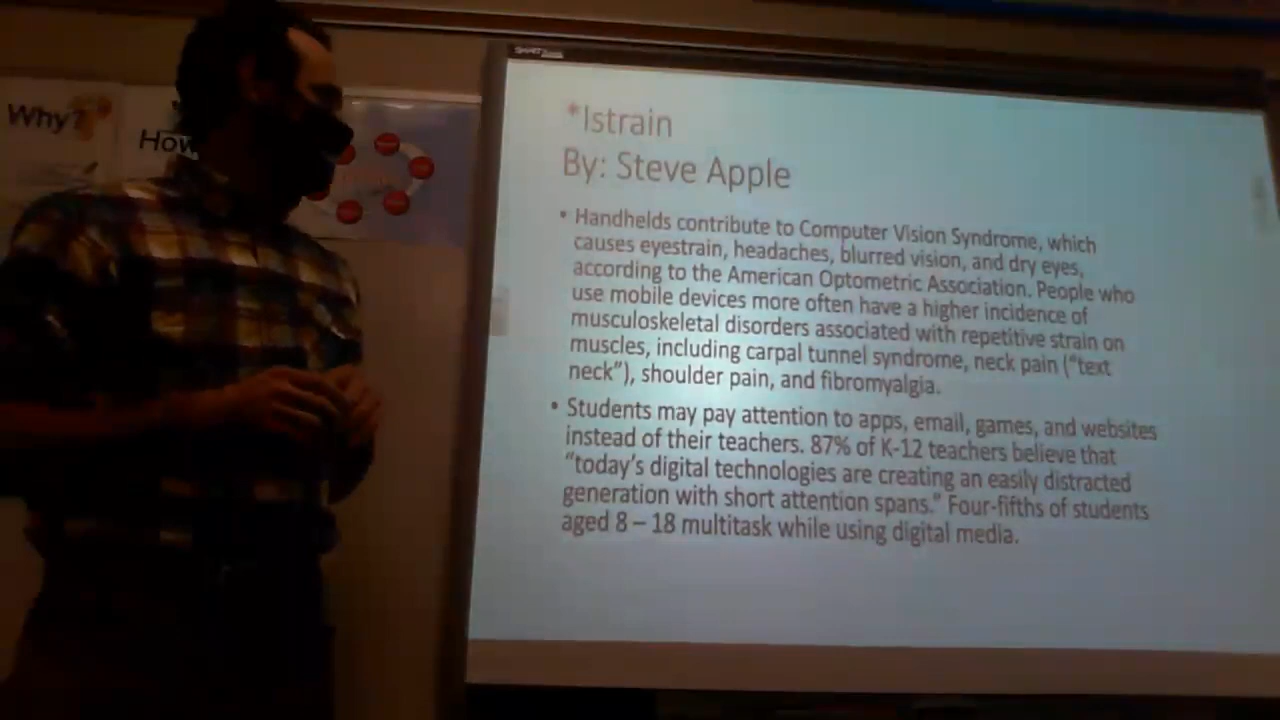 SMART
Why?
How
*Istrain
By: Steve Apple
• Handhelds contribute to Computer Vision Syndrome, which
causes eyestrain, headaches, blurred vision, and dry eyes,
according to the American Optometric Association. People who
use mobile devices more often have a higher incidence of
musculoskeletal disorders associated with repetitive strain on
muscles, including carpal tunnel syndrome, neck pain (“text
neck”), shoulder pain, and fibromyalgia.
• Students may pay attention to apps, email, games, and websites
instead of their teachers. 87% of K-12 teachers believe that
“today’s digital technologies are creating an easily distracted
generation with short attention spans.” Four-fifths of students
aged 8 – 18 multitask while using digital media.